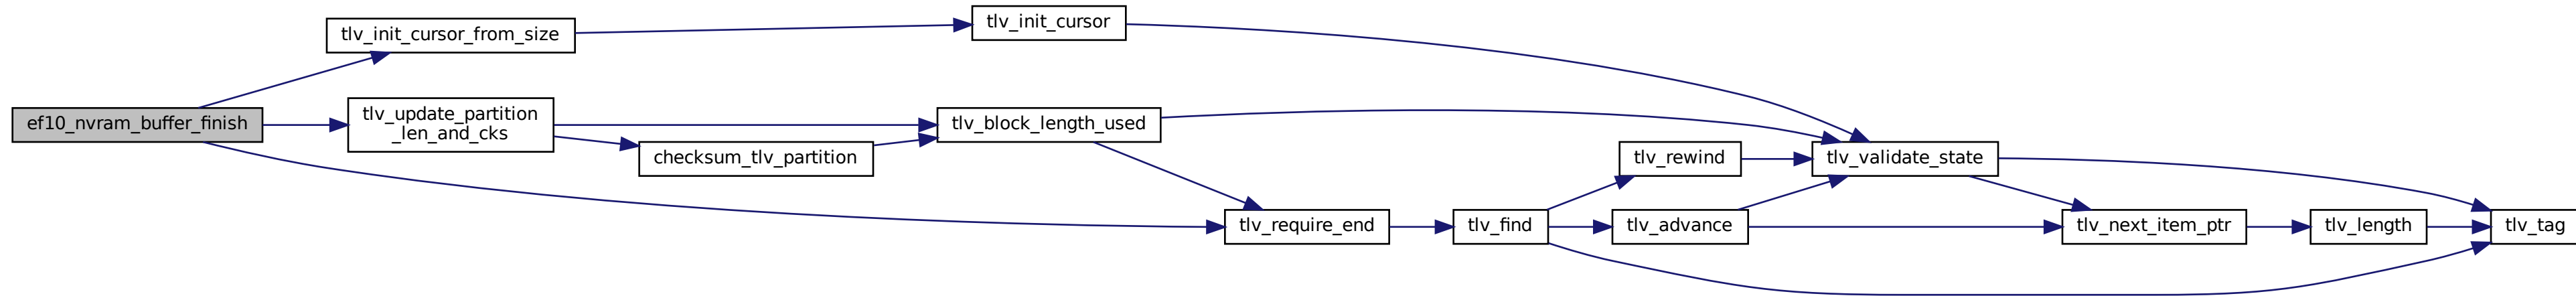 ef10_nvram_buffer_finish
tlv_init_cursor_from_size
tlv_update_partition
_len_and_cks
checksum_tlv_partition
tlv_init_cursor
tlv_block_length_used
tlv_require_end
tlv_find
tlv_rewind
tlv_advance
tlv_validate_state
tlv_next_item_ptr
tlv_length
tlv_tag